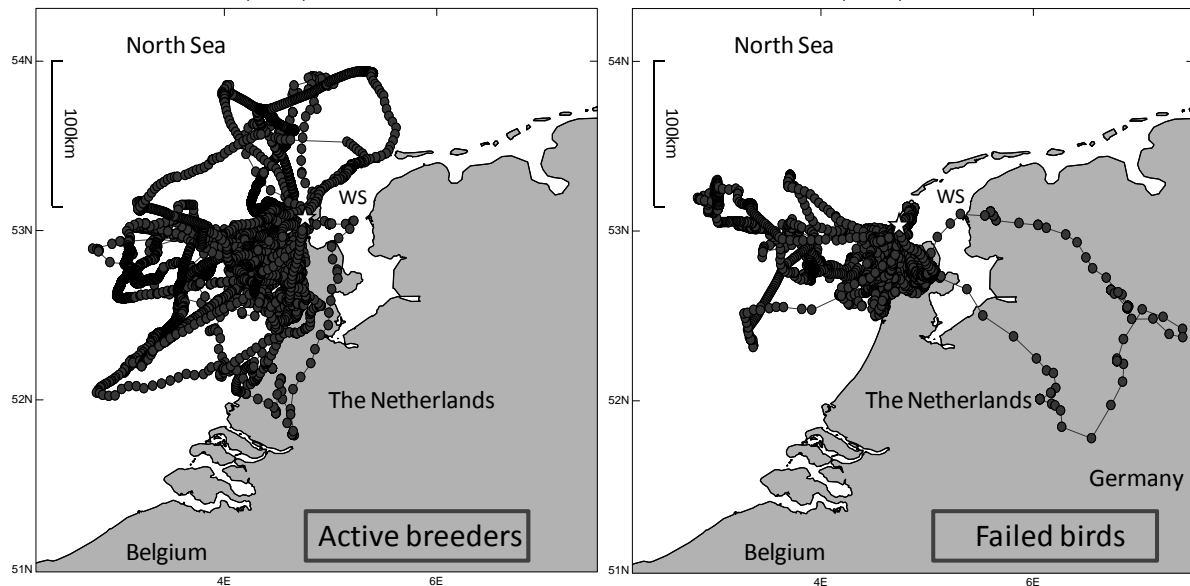 North Sea
54N
100km
WS
53N
The Netherlands
52N
Active breeders
Belgium
51N
4E
6E
North Sea
54N
100km
WS
53N
The Netherlands
52N
Germany
Failed birds
Belgium
51N
4E
6E